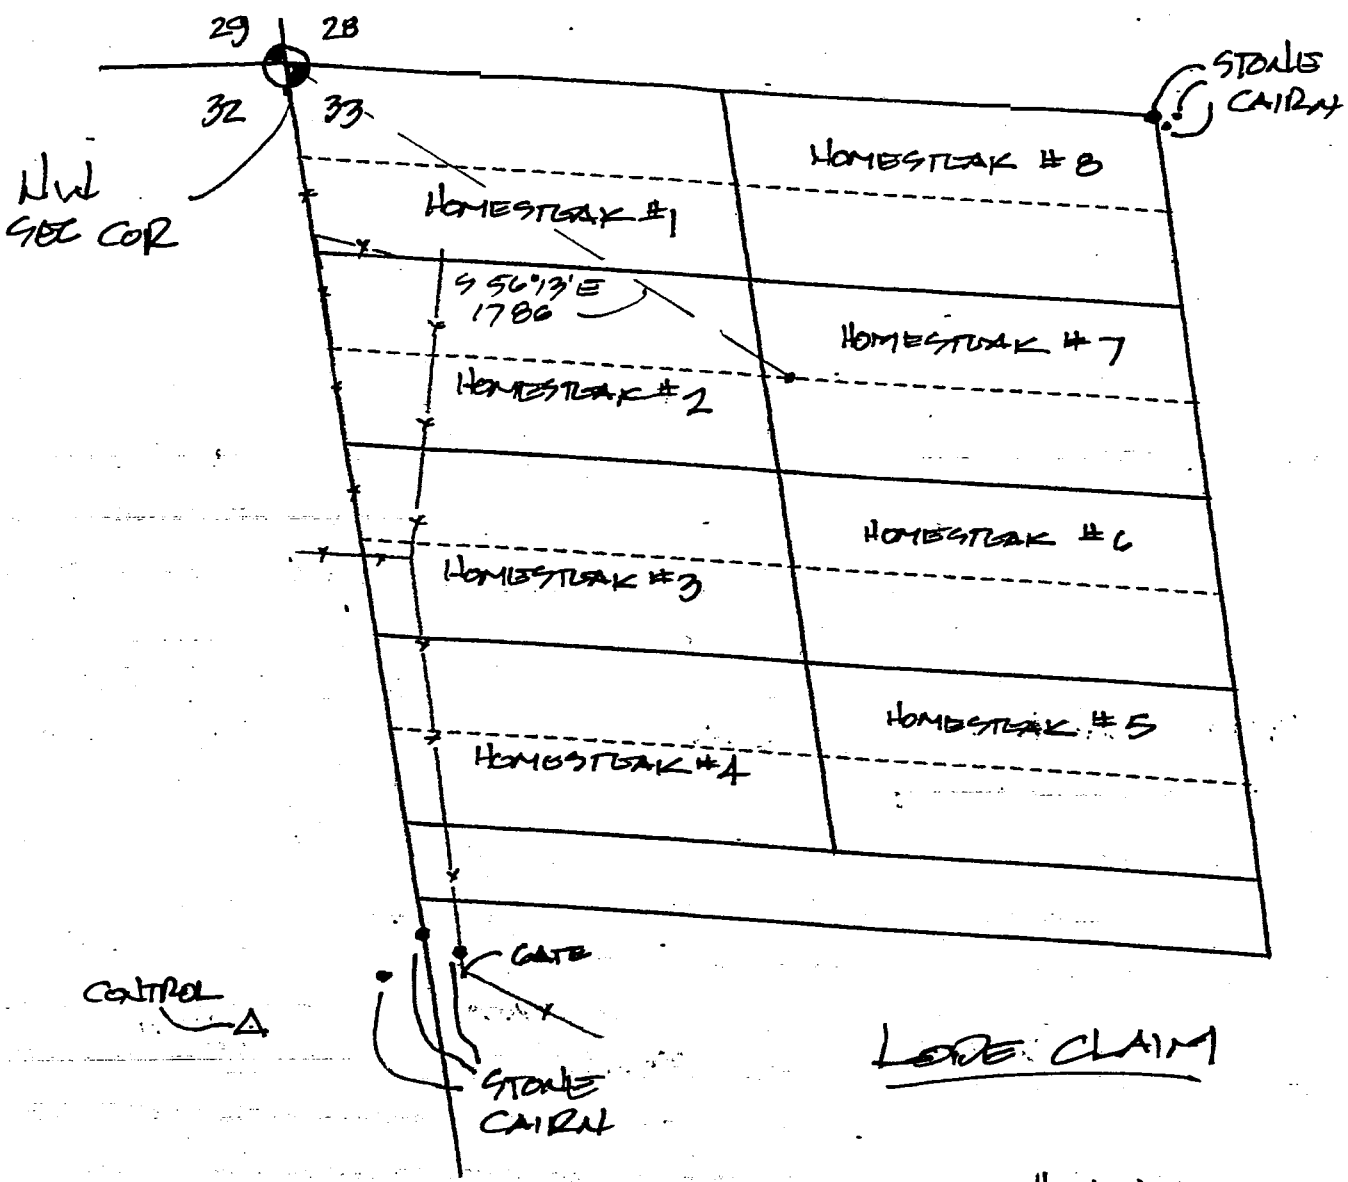 29 28
32 33
NW
SEC COR
STONE
CAIRN
HOMESTEAK #8
HOMESTEAK #1
S 56°13'E
1786
HOMESTEAK #7
HOMESTEAK #2
HOMESTEAK #6
HOMESTEAK #3
HOMESTEAK #5
HOMESTEAK #4
GATE
CONTROL
STONE
CAIRN
LODE CLAIM